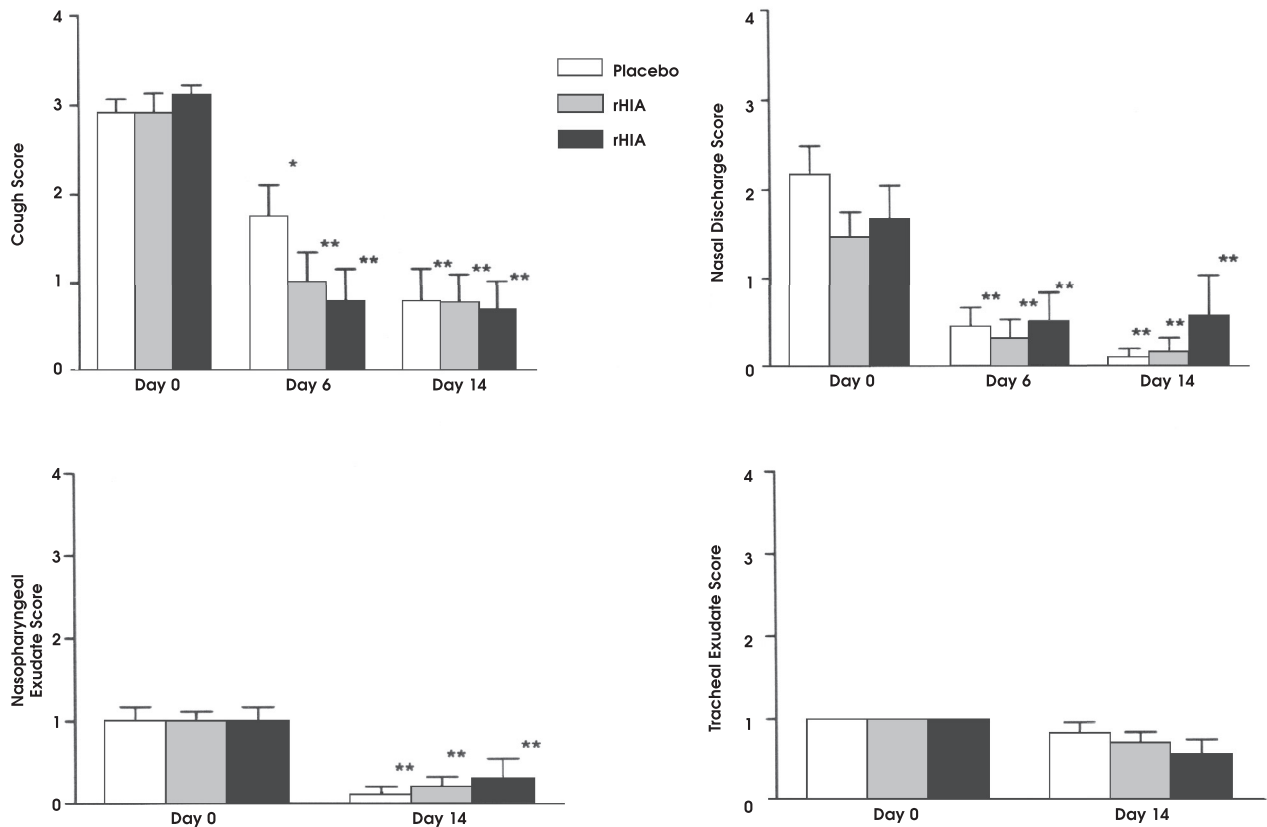 4
3
2
1
0
Cough Score
*
**
**
**
**
**
Day 0
Day 6
Day 14
Placebo
rHIA
rHIA
4
3
2
1
0
Nasal Discharge Score
**
**
**
**
**
**
Day 0
Day 6
Day 14
4
3
2
1
0
Nasopharyngeal
Exudate Score
**
**
**
Day 0
Day 14
4
3
2
1
0
Tracheal Exudate Score
Day 0
Day 14